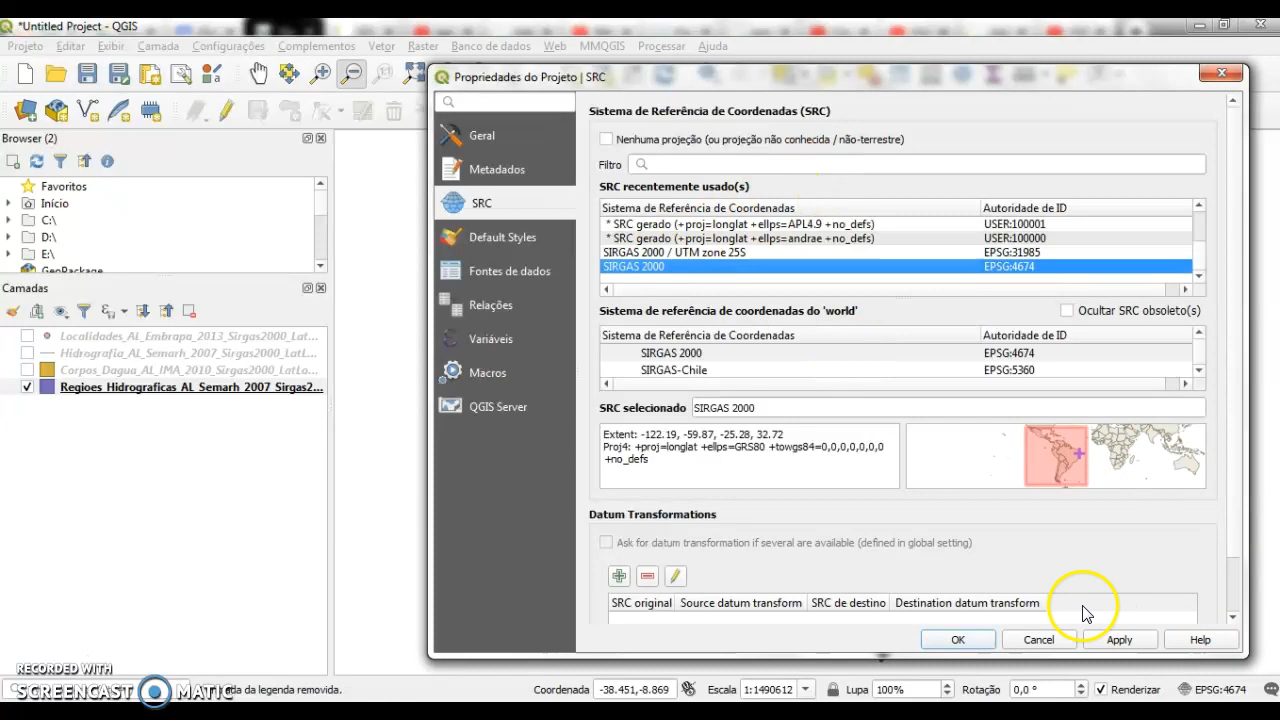 *Untitled Project - QGIS
Projeto Editar Exibir Camada Configurações Complementos Vetor Raster Banco de dados Web MMQGIS Processar Ajuda
Propriedades do Projeto | SRC
Browser (2)
Favoritos
Início
C:\
D:\
E:\
GeoPackage
Camadas
Localidades_AL_Embrapa_2013_Sirgas2000_LatL...
Hidrografia_AL_Semarh_2007_Sirgas2000_LatL...
Corpos_Dagua_AL_IMA_2010_Sirgas2000_LatLo...
Regioes_Hidrograficas_AL_Semarh_2007_Sirgas2...
Geral
Metadados
SRC
Default Styles
Fontes de dados
Relações
Variáveis
Macros
QGIS Server
Sistema de Referência de Coordenadas (SRC)
Nenhuma projeção (ou projeção não conhecida / não-terrestre)
Filtro
SRC recentemente usado(s)
Sistema de Referência de Coordenadas Autoridade de ID
* SRC gerado (+proj=longlat +ellps=APL4.9 +no_defs) USER:100001
* SRC gerado (+proj=longlat +ellps=andrae +no_defs) USER:100000
SIRGAS 2000 / UTM zone 25S EPSG:31985
SIRGAS 2000 EPSG:4674
Sistema de referência de coordenadas do 'world' Ocultar SRC obsoleto(s)
Sistema de Referência de Coordenadas Autoridade de ID
SIRGAS 2000 EPSG:4674
SIRGAS-Chile EPSG:5360
SRC selecionado SIRGAS 2000
Extent: -122.19, -59.87, -25.28, 32.72
Proj4: +proj=longlat +ellps=GRS80 +towgs84=0,0,0,0,0,0,0
+no_defs
Datum Transformations
Ask for datum transformation if several are available (defined in global setting)
SRC original Source datum transform SRC de destino Destination datum transform
OK Cancel Apply Help
RECORDED WITH
SCREENCAST MATIC
da legenda removida. Coordenada -38.451,-8.869 Escala 1:1490612 Lupa 100% Rotação 0,0 ° Renderizar EPSG:4674